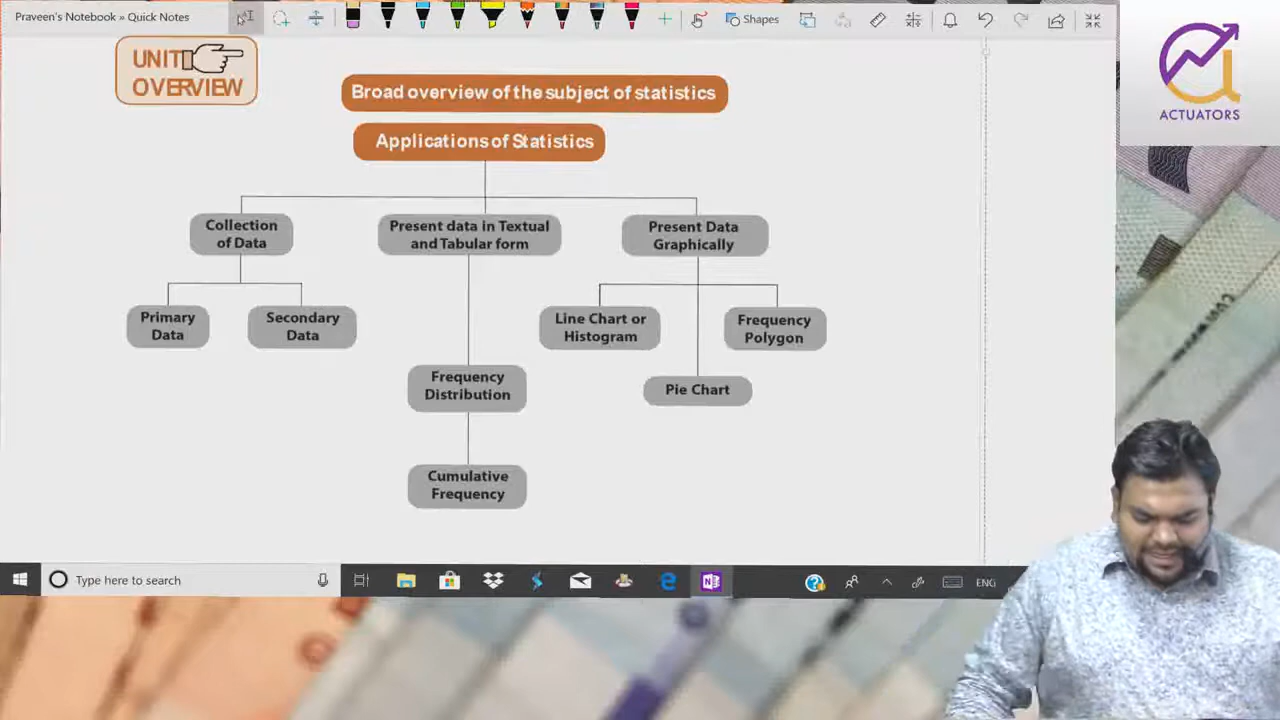 Praveen's Notebook » Quick Notes
Shapes
UNIT
OVERVIEW
Broad overview of the subject of statistics
Applications of Statistics
Collection
of Data
Present data in Textual
and Tabular form
Present Data
Graphically
Primary
Data
Secondary
Data
Line Chart or
Histogram
Frequency
Polygon
Frequency
Distribution
Pie Chart
Cumulative
Frequency
Type here to search
ENG
ACTUATORS